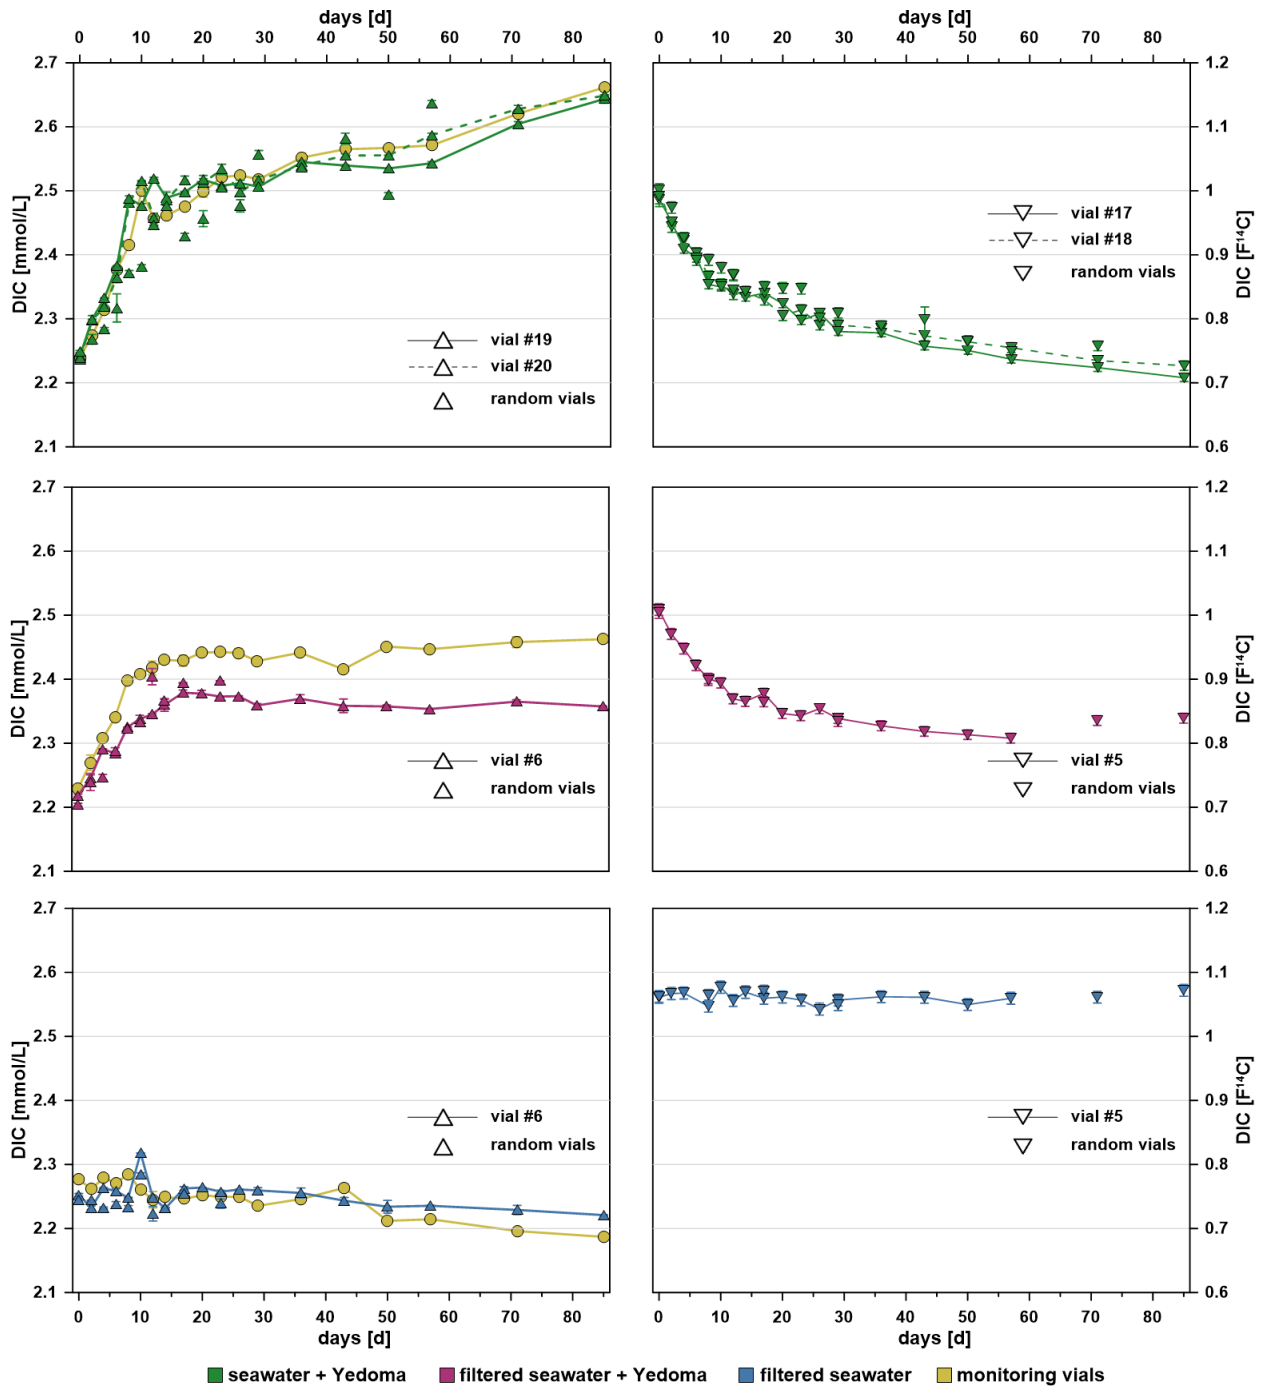 days [d]
days [d]
0 10 20 30 40 50 60 70 80
0 10 20 30 40 50 60 70 80
2.7
2.6
2.5
2.4
2.3
2.2
2.1
DIC [mmol/L]
vial #19
vial #20
random vials
vial #17
vial #18
random vials
1.2
1.1
1
0.9
0.8
0.7
0.6
DIC [F¹⁴C]
2.7
2.6
2.5
2.4
2.3
2.2
2.1
DIC [mmol/L]
vial #6
random vials
vial #5
random vials
1.2
1.1
1
0.9
0.8
0.7
0.6
DIC [F¹⁴C]
2.7
2.6
2.5
2.4
2.3
2.2
2.1
DIC [mmol/L]
vial #6
random vials
vial #5
random vials
1.2
1.1
1
0.9
0.8
0.7
0.6
DIC [F¹⁴C]
0 10 20 30 40 50 60 70 80
0 10 20 30 40 50 60 70 80
days [d]
days [d]
seawater + Yedoma filtered seawater + Yedoma filtered seawater monitoring vials